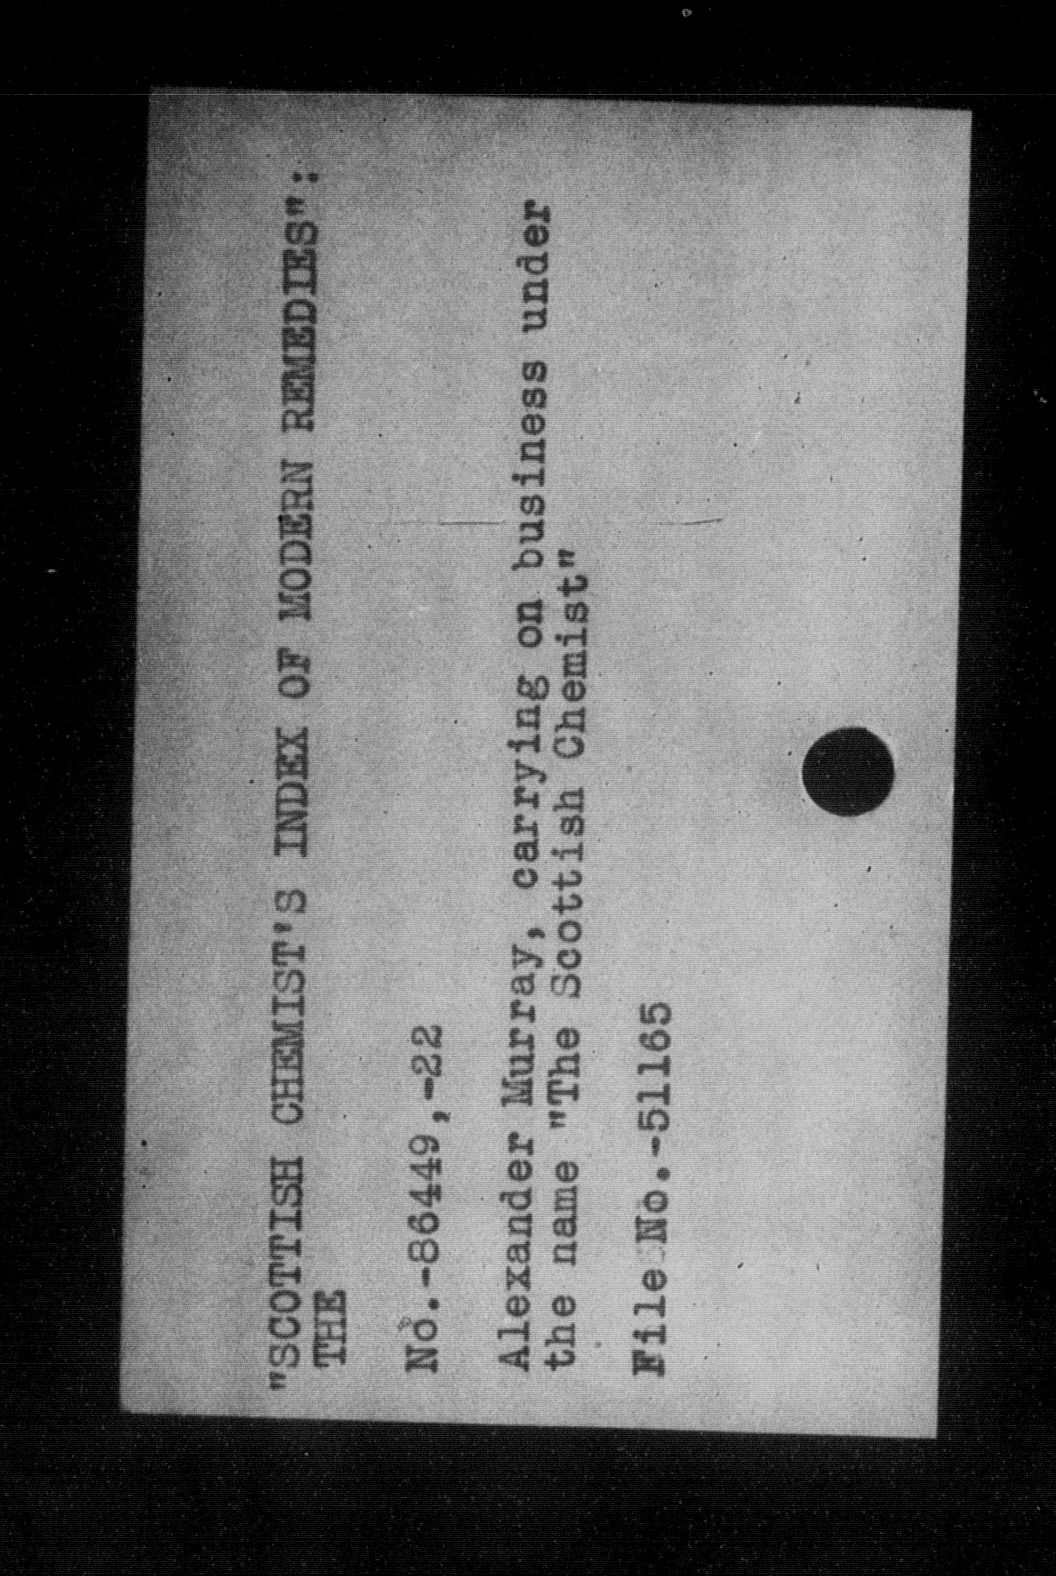 "SCOTTISH CHEMIST'S INDEX OF MODERN REMEDIES":
THE
No.-86449,-22
Alexander Murray, carrying on business under
the name "The Scottish Chemist"
File No.-51165